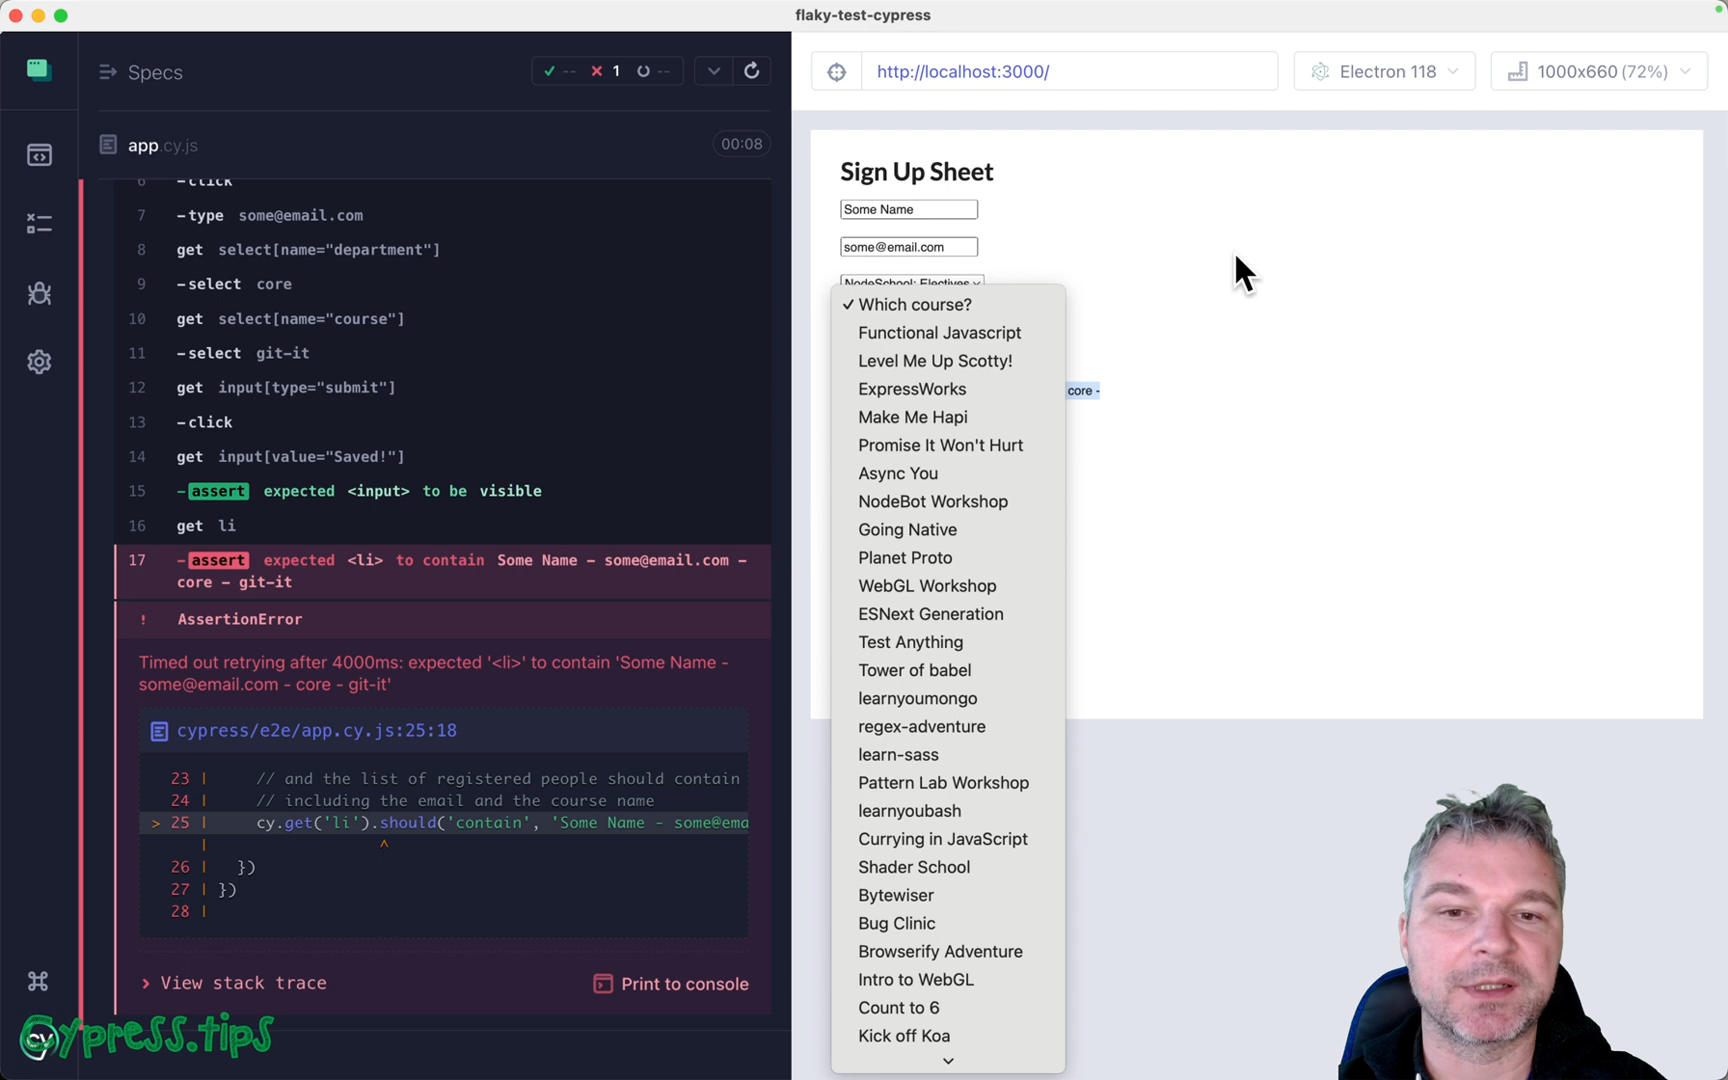 flaky-test-cypress
Specs
-- 1 --
app.cy.js
00:08
6 -click
7 -type some@email.com
8 get select[name="department"]
9 -select core
10 get select[name="course"]
11 -select git-it
12 get input[type="submit"]
13 -click
14 get input[value="Saved!"]
15 -assert expected <input> to be visible
16 get li
17 -assert expected <li> to contain Some Name - some@email.com -
core - git-it
! AssertionError
Timed out retrying after 4000ms: expected '<li>' to contain 'Some Name -
some@email.com - core - git-it'
cypress/e2e/app.cy.js:25:18
23 | // and the list of registered people should contain
24 | // including the email and the course name
> 25 | cy.get('li').should('contain', 'Some Name - some@ema
| ^
26 | })
27 | })
28 |
View stack trace
Print to console
cy
Cypress.tips
http://localhost:3000/
Electron 118
1000x660 (72%)
Sign Up Sheet
Some Name
some@email.com
NodeSchool: Electives
✓ Which course?
Functional Javascript
Level Me Up Scotty!
ExpressWorks
core -
Make Me Hapi
Promise It Won't Hurt
Async You
NodeBot Workshop
Going Native
Planet Proto
WebGL Workshop
ESNext Generation
Test Anything
Tower of babel
learnyoumongo
regex-adventure
learn-sass
Pattern Lab Workshop
learnyoubash
Currying in JavaScript
Shader School
Bytewiser
Bug Clinic
Browserify Adventure
Intro to WebGL
Count to 6
Kick off Koa